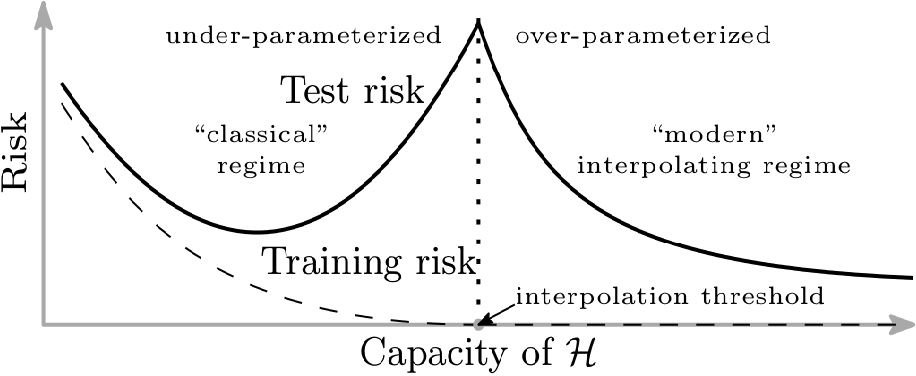 under-parameterized
over-parameterized
Test risk
“classical”
regime
“modern”
interpolating regime
Risk
Training risk
interpolation threshold
Capacity of ℋ